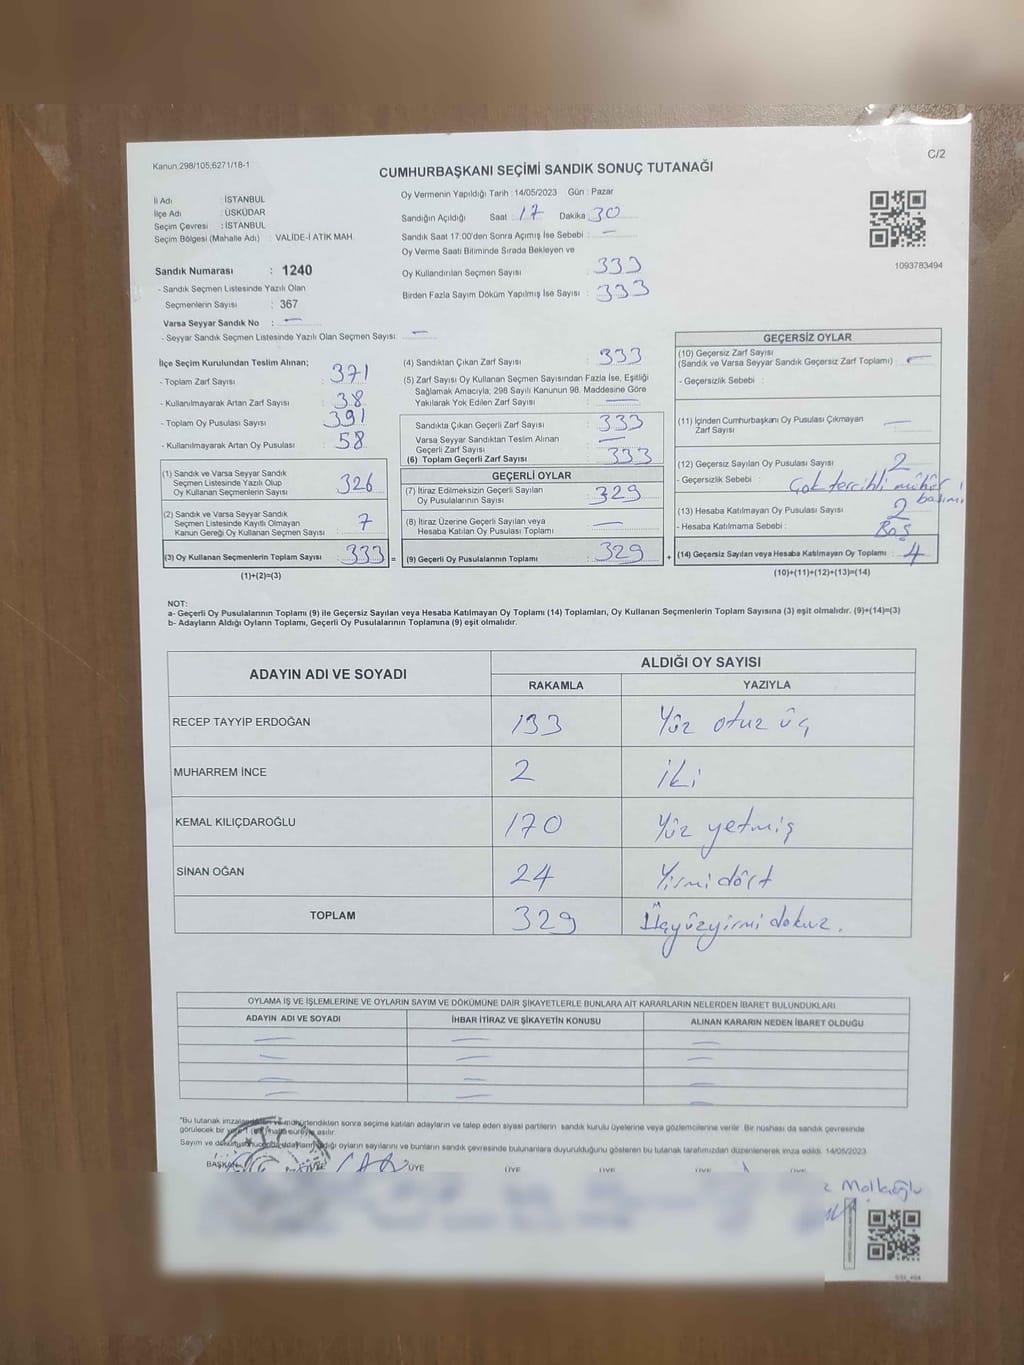 Kanun:298/105,6271/18-1
C/2
CUMHURBAŞKANI SEÇİMİ SANDIK SONUÇ TUTANAĞI
İl Adı : İSTANBUL
İlçe Adı : ÜSKÜDAR
Seçim Çevresi : İSTANBUL
Seçim Bölgesi (Mahalle Adı) : VALİDE-İ ATİK MAH.
Sandık Numarası : 1240
- Sandık Seçmen Listesinde Yazılı Olan
Seçmenlerin Sayısı : 367
Varsa Seyyar Sandık No : —
- Seyyar Sandık Seçmen Listesinde Yazılı Olan Seçmen Sayısı: —
Oy Vermenin Yapıldığı Tarih : 14/05/2023 Gün : Pazar
Sandığın Açıldığı Saat 17 Dakika 30
Sandık Saat 17:00'den Sonra Açımış İse Sebebi : —
Oy Verme Saati Bitiminde Sırada Bekleyen ve
Oy Kullandırılan Seçmen Sayısı : 333
Birden Fazla Sayım Döküm Yapılmış İse Sayısı : 333
1093783494
İlçe Seçim Kurulundan Teslim Alınan;
- Toplam Zarf Sayısı : 371
- Kullanılmayarak Artan Zarf Sayısı : 38
- Toplam Oy Pusulası Sayısı : 391
- Kullanılmayarak Artan Oy Pusulası : 58
(1) Sandık ve Varsa Seyyar Sandık
Seçmen Listesinde Yazılı Olup
Oy Kullanan Seçmenlerin Sayısı : 326
(2) Sandık ve Varsa Seyyar Sandık
Seçmen Listesinde Kayıtlı Olmayan
Kanun Gereği Oy Kullanan Seçmen Sayısı : 7
(3) Oy Kullanan Seçmenlerin Toplam Sayısı : 333 =
(1)+(2)=(3)
(4) Sandıktan Çıkan Zarf Sayısı : 333
(5) Zarf Sayısı Oy Kullanan Seçmen Sayısından Fazla İse, Eşitliği
Sağlamak Amacıyla, 298 Sayılı Kanunun 98. Maddesine Göre
Yakılarak Yok Edilen Zarf Sayısı : —
Sandıkta Çıkan Geçerli Zarf Sayısı : 333
Varsa Seyyar Sandıktan Teslim Alınan
Geçerli Zarf Sayısı : —
(6) Toplam Geçerli Zarf Sayısı : 333
GEÇERLİ OYLAR
(7) İtiraz Edilmeksizin Geçerli Sayılan
Oy Pusulalarının Sayısı : 329
(8) İtiraz Üzerine Geçerli Sayılan veya
Hesaba Katılan Oy Pusulası Toplamı : —
(9) Geçerli Oy Pusulalarının Toplamı : 329 +
GEÇERSİZ OYLAR
(10) Geçersiz Zarf Sayısı
(Sandık ve Varsa Seyyar Sandık Geçersiz Zarf Toplamı) : —
- Geçersizlik Sebebi :
(11) İçinden Cumhurbaşkanı Oy Pusulası Çıkmayan
Zarf Sayısı : —
(12) Geçersiz Sayılan Oy Pusulası Sayısı : 2
- Geçersizlik Sebebi : Çok tercihli mühür basımı
(13) Hesaba Katılmayan Oy Pusulası Sayısı : 2
- Hesaba Katılmama Sebebi : Boş
(14) Geçersiz Sayılan veya Hesaba Katılmayan Oy Toplamı : 4
(10)+(11)+(12)+(13)=(14)
NOT:
a- Geçerli Oy Pusulalarının Toplamı (9) ile Geçersiz Sayılan veya Hesaba Katılmayan Oy Toplamı (14) Toplamları, Oy Kullanan Seçmenlerin Toplam Sayısına (3) eşit olmalıdır. (9)+(14)=(3)
b- Adayların Aldığı Oyların Toplamı, Geçerli Oy Pusulalarının Toplamına (9) eşit olmalıdır.
ADAYIN ADI VE SOYADI
ALDIĞI OY SAYISI
RAKAMLA YAZIYLA
RECEP TAYYİP ERDOĞAN 133 Yüz otuz üç
MUHARREM İNCE 2 iki
KEMAL KILIÇDAROĞLU 170 Yüz yetmiş
SİNAN OĞAN 24 Yirmi dört
TOPLAM 329 Üçyüzyirmi dokuz.
OYLAMA İŞ VE İŞLEMLERİNE VE OYLARIN SAYIM VE DÖKÜMÜNE DAİR ŞİKAYETLERLE BUNLARA AİT KARARLARIN NELERDEN İBARET BULUNDUKLARI
ADAYIN ADI VE SOYADI İHBAR İTİRAZ VE ŞİKAYETİN KONUSU ALINAN KARARIN NEDEN İBARET OLDUĞU
"Bu tutanak sonra seçime katılan adayların ve talep eden siyasi partilerin sandık kurulu üyelerine veya gözlemcilerine verilir. Bir nüshası da sandık çevresinde
görülecek bir süreyle asılır.
Sayım ve oyların sayılarını ve bunların sandık çevresinde bulunanlara duyurulduğunu gösteren bu tutanak tarafımızdan düzenlenerek imza edildi. 14/05/2023
BAŞKAN ÜYE ÜYE ÜYE ÜYE ÜYE
Mollaoğlu